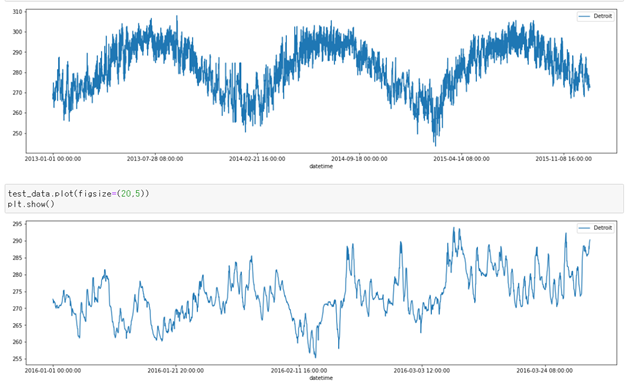 310
Detroit
300
290
280
270
260
250
2013-01-01 00:00:00 2013-07-28 08:00:00 2014-02-21 16:00:00 2014-09-18 00:00:00 2015-04-14 08:00:00 2015-11-08 16:00:00
datetime
test_data.plot(figsize=(20,5))
plt.show()
295
Detroit
290
285
280
275
270
265
260
255
2016-01-01 00:00:00 2016-01-21 20:00:00 2016-02-11 16:00:00 2016-03-03 12:00:00 2016-03-24 08:00:00
datetime